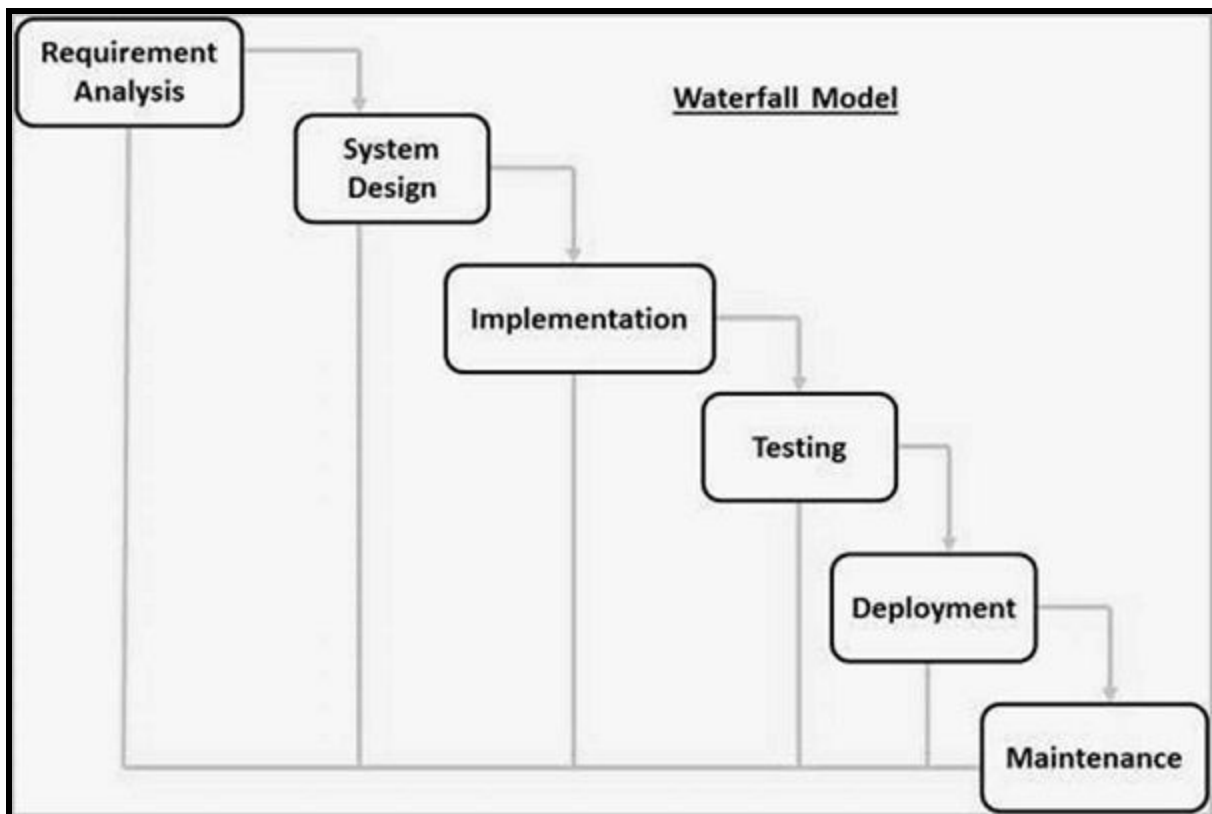 Requirement
Analysis
Waterfall Model
System
Design
Implementation
Testing
Deployment
Maintenance